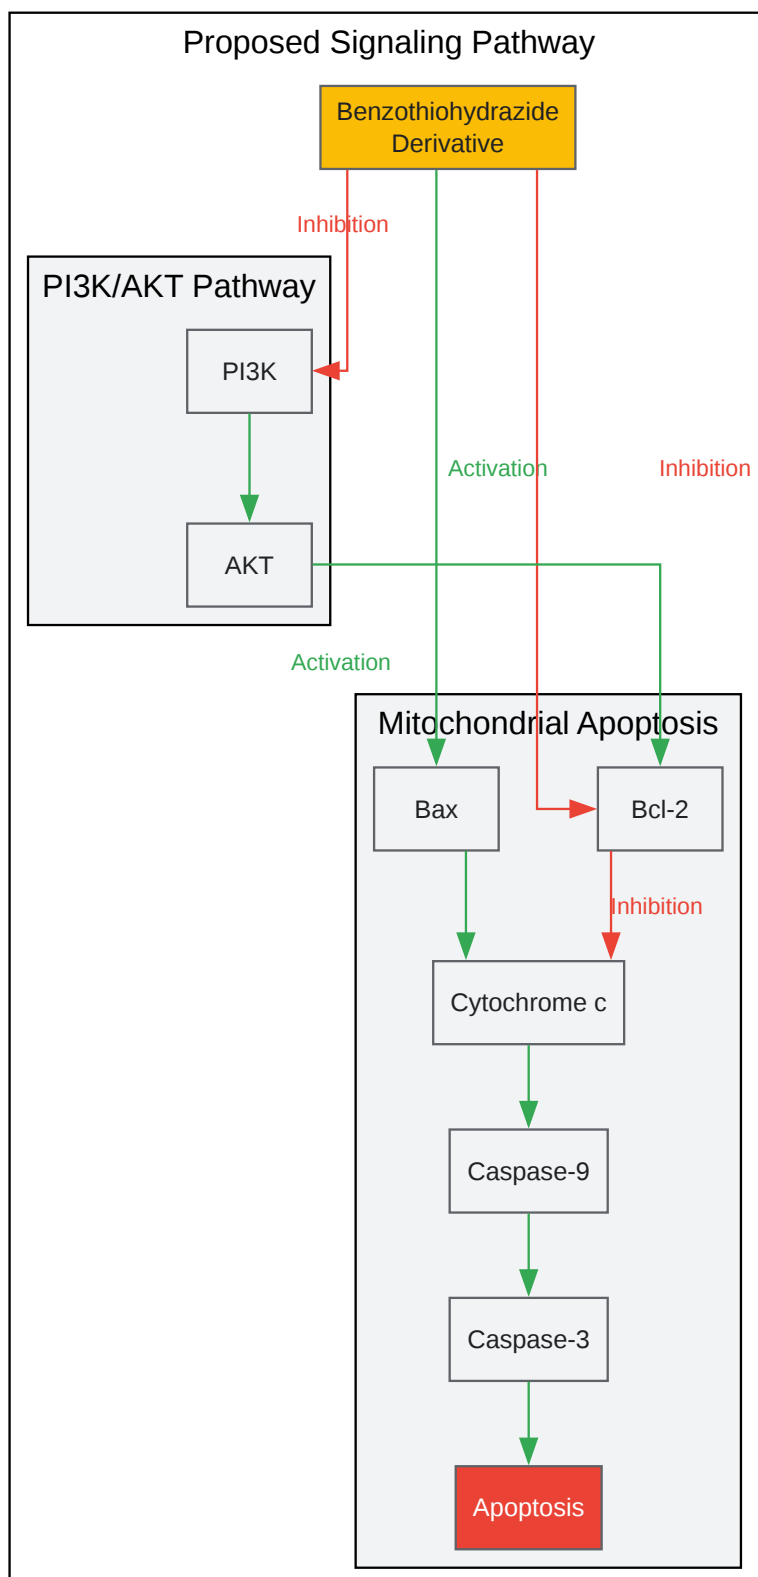 Proposed Signaling Pathway
Benzothiohydrazide
Derivative
Inhibition
PI3K/AKT Pathway
PI3K
Activation
Inhibition
AKT
Activation
Mitochondrial Apoptosis
Bax
Bcl-2
Inhibition
Cytochrome c
Caspase-9
Caspase-3
Apoptosis